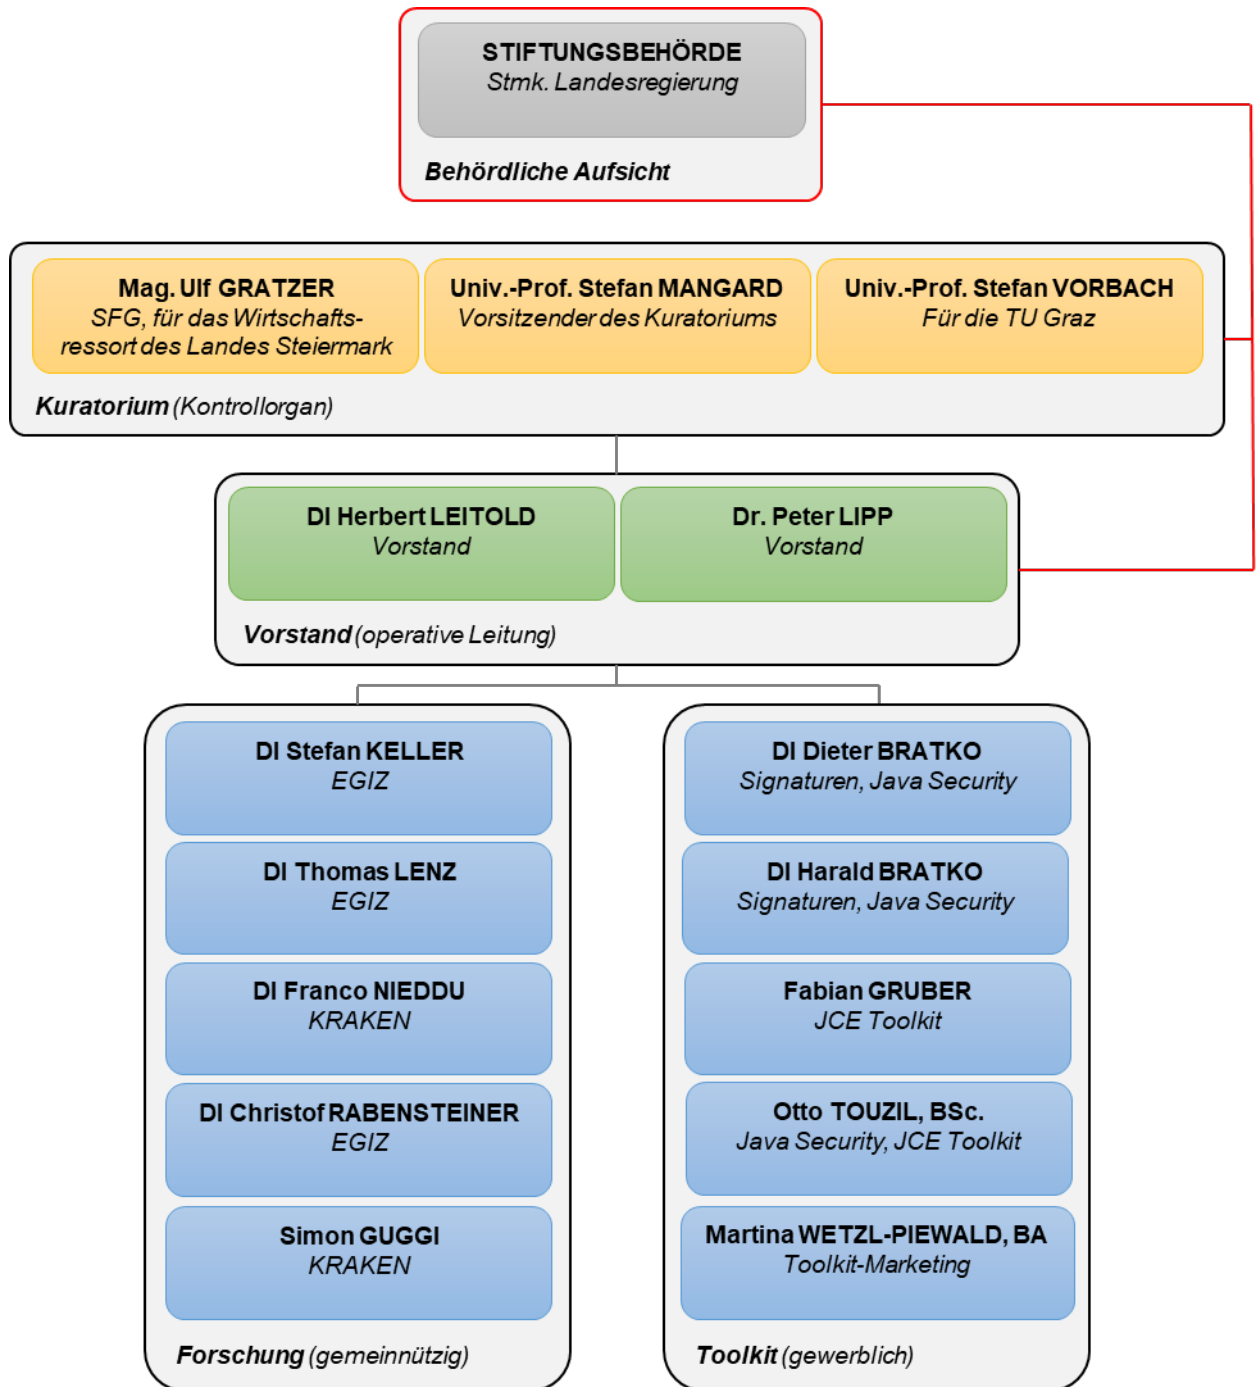 STIFTUNGSBEHÖRDE
Stmk. Landesregierung
Behördliche Aufsicht
Mag. Ulf GRATZER
SFG, für das Wirtschafts-
ressort des Landes Steiermark
Univ.-Prof. Stefan MANGARD
Vorsitzender des Kuratoriums
Univ.-Prof. Stefan VORBACH
Für die TU Graz
Kuratorium (Kontrollorgan)
DI Herbert LEITOLD
Vorstand
Dr. Peter LIPP
Vorstand
Vorstand (operative Leitung)
DI Stefan KELLER
EGIZ
DI Thomas LENZ
EGIZ
DI Franco NIEDDU
KRAKEN
DI Christof RABENSTEINER
EGIZ
Simon GUGGI
KRAKEN
Forschung (gemeinnützig)
DI Dieter BRATKO
Signaturen, Java Security
DI Harald BRATKO
Signaturen, Java Security
Fabian GRUBER
JCE Toolkit
Otto TOUZIL, BSc.
Java Security, JCE Toolkit
Martina WETZL-PIEWALD, BA
Toolkit-Marketing
Toolkit (gewerblich)